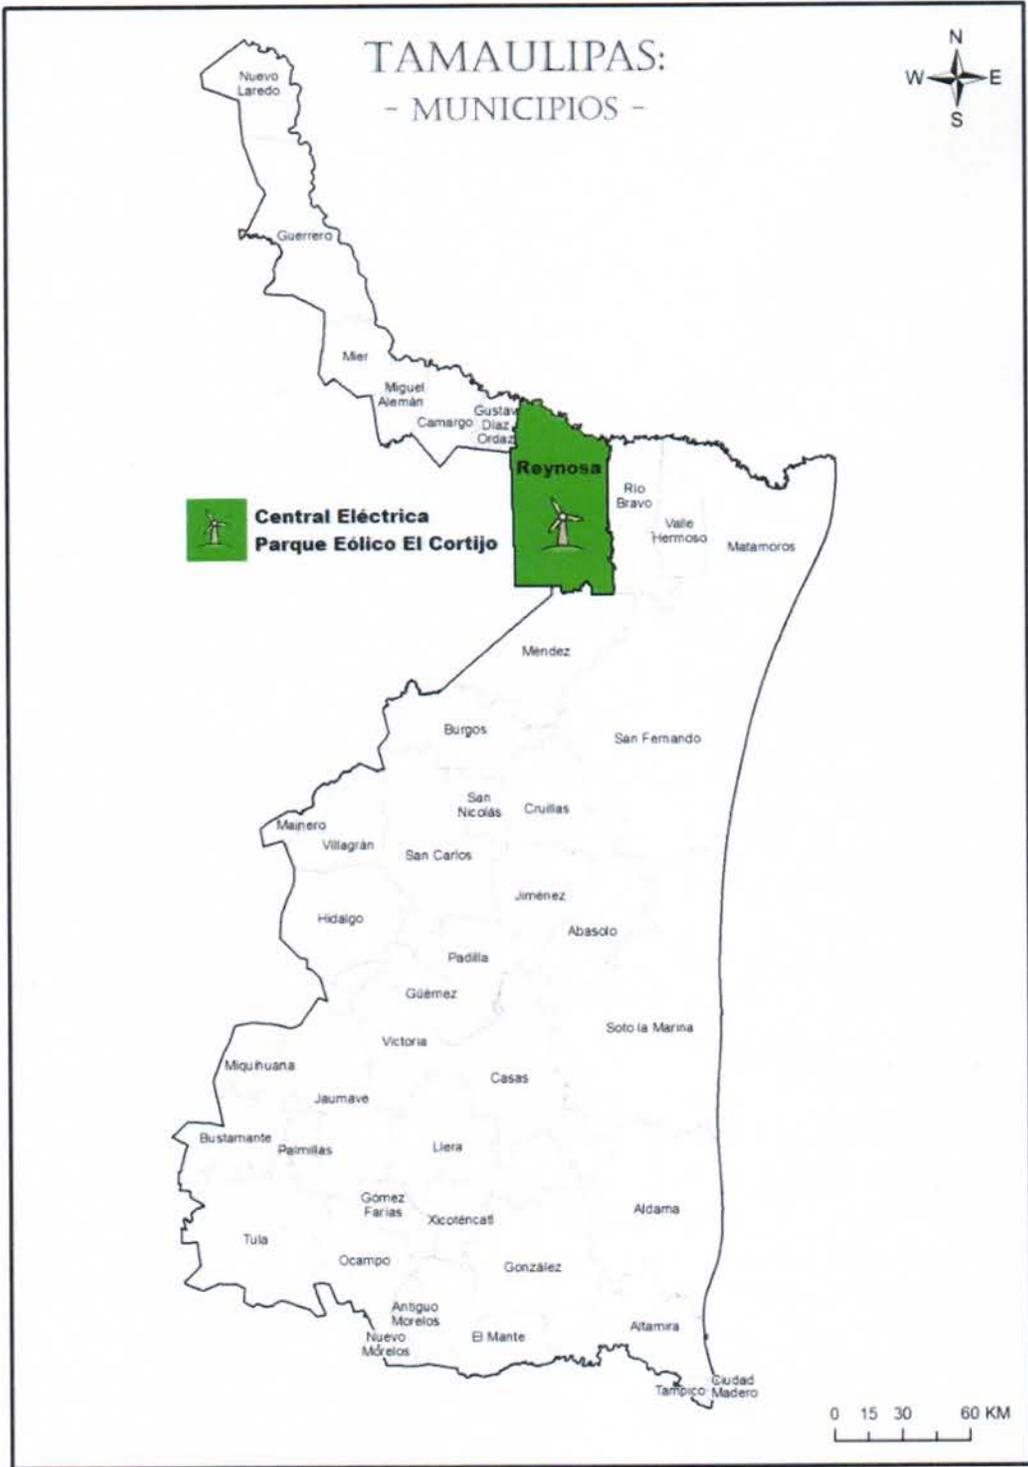 TAMAULIPAS:
- MUNICIPIOS -
N
W
E
S
Nuevo
Laredo
Guerrero
Mier
Miguel
Alemán
Camargo
Gustav
Díaz
Ordaz
Reynosa
Río
Bravo
Valle
Hermoso
Matamoros
Central Eléctrica
Parque Eólico El Cortijo
Méndez
Burgos
San Fernando
San
Nicolás
Cruillas
Mainero
Villagrán
San Carlos
Jiménez
Hidalgo
Abasolo
Padilla
Güémez
Soto la Marina
Victoria
Miquihuana
Casas
Jaumave
Bustamante
Palmillas
Llera
Gómez
Farías
Xicoténcatl
Aldama
Tula
Ocampo
González
Antiguo
Morelos
Nuevo
Morelos
El Mante
Altamira
Tampico
Ciudad
Madero
0 15 30 60 KM